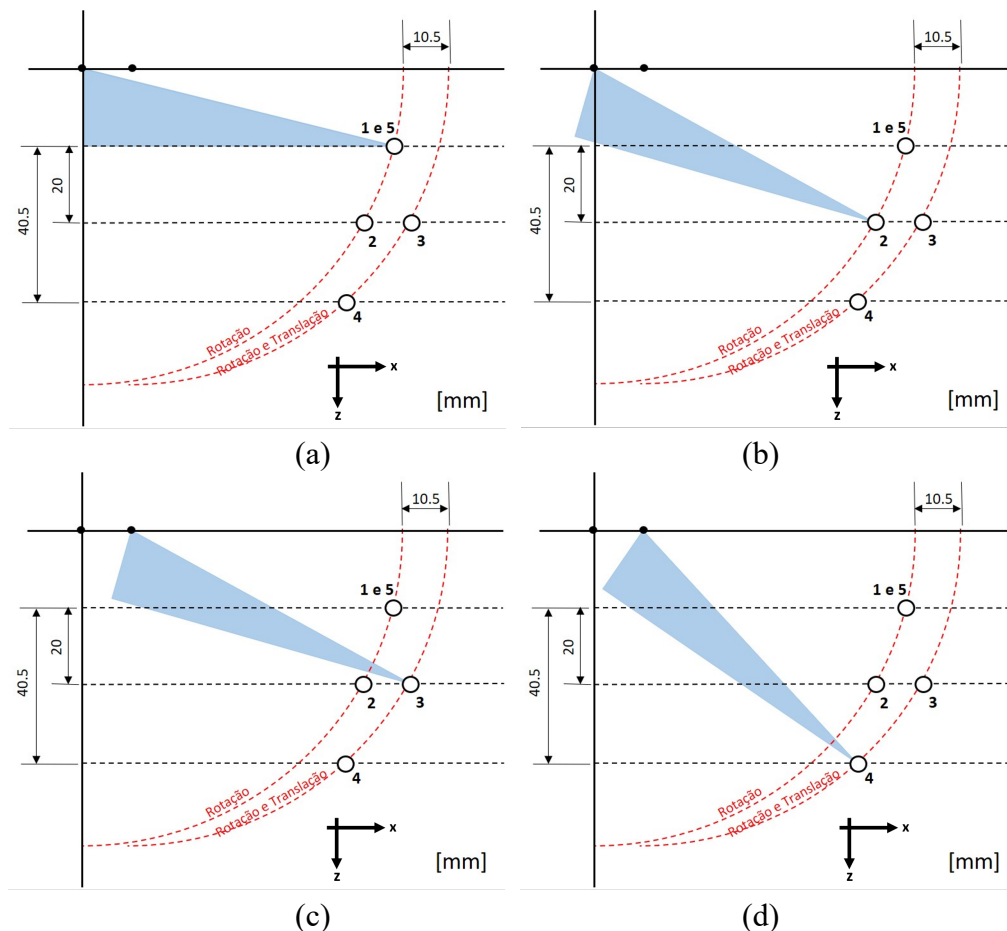 10.5
1 e 5
20
40.5
2
3
4
Rotação
Rotação e Translação
x
z
[mm]
(a)
10.5
1 e 5
20
40.5
2
3
4
Rotação
Rotação e Translação
x
z
[mm]
(b)
10.5
1 e 5
20
40.5
2
3
4
Rotação
Rotação e Translação
x
z
[mm]
(c)
10.5
1 e 5
20
40.5
2
3
4
Rotação
Rotação e Translação
x
z
[mm]
(d)